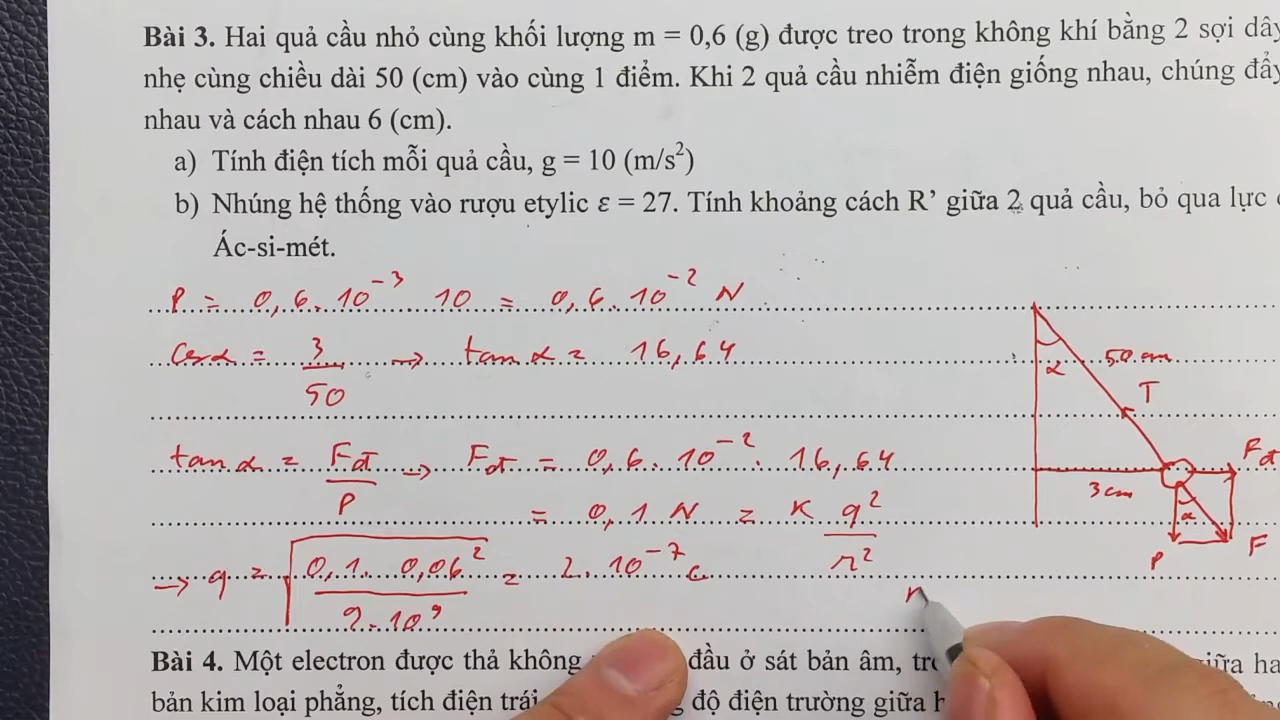 Bài 3. Hai quả cầu nhỏ cùng khối lượng m = 0,6 (g) được treo trong không khí bằng 2 sợi dây
nhẹ cùng chiều dài 50 (cm) vào cùng 1 điểm. Khi 2 quả cầu nhiễm điện giống nhau, chúng đẩy
nhau và cách nhau 6 (cm).
a) Tính điện tích mỗi quả cầu, g = 10 (m/s²)
b) Nhúng hệ thống vào rượu etylic ε = 27. Tính khoảng cách R’ giữa 2 quả cầu, bỏ qua lực
Ác-si-mét.
P = 0,6.10⁻³ 10 = 0,6.10⁻² N
cosα = 3/50 → tanα = 16,64
α 50 cm
T
tanα = Fđt/P → Fđt = 0,6.10⁻². 16,64
Fđt
3 cm
= 0,1 N = K q²/r²
α
P F
→ q = √(0,1. 0,06²/9.10⁹) = 2.10⁻⁷ C
Bài 4. Một electron được thả không đầu ở sát bản âm,
bản kim loại phẳng, tích điện trái độ điện trường giữa